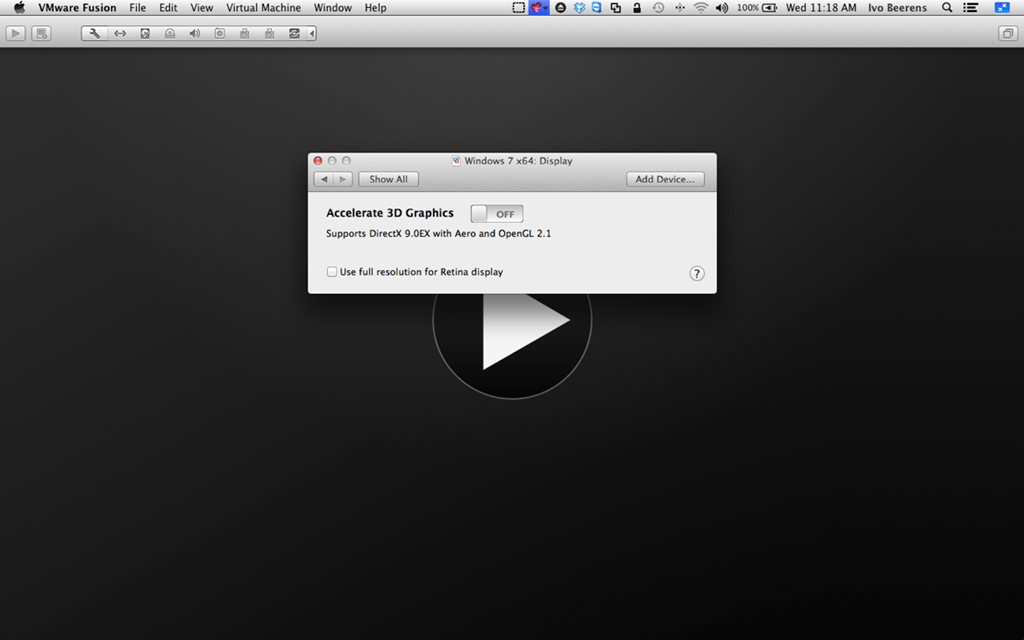 VMware Fusion File Edit View Virtual Machine Window Help 100% Wed 11:18 AM Ivo Beerens
Windows 7 x64: Display
Show All Add Device...
Accelerate 3D Graphics OFF
Supports DirectX 9.0EX with Aero and OpenGL 2.1
Use full resolution for Retina display ?